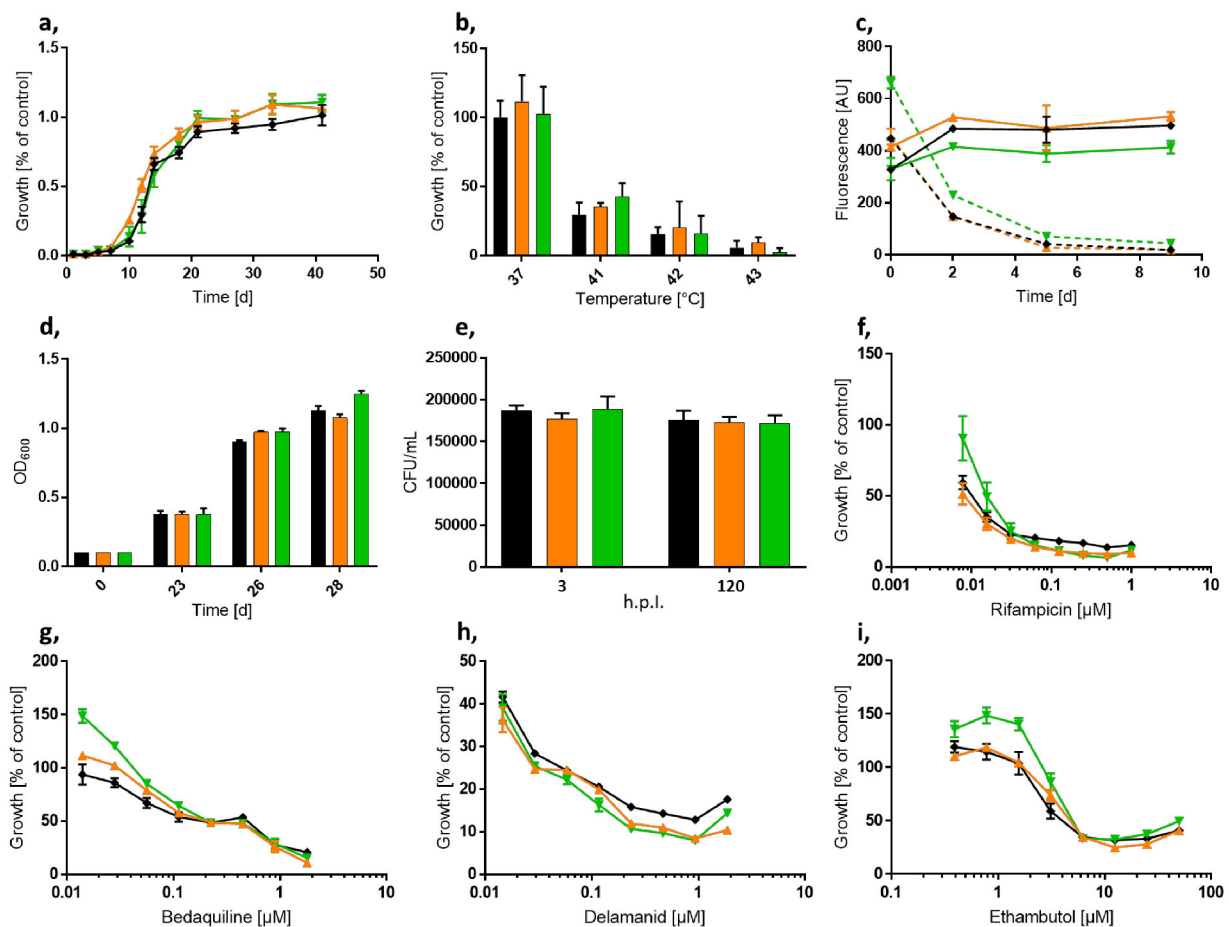 a,
Growth [% of control]
1.5
1.0
0.5
0.0
0 10 20 30 40 50
Time [d]
b,
Growth [% of control]
150
100
50
0
37 41 42 43
Temperature [°C]
c,
Fluorescence [AU]
800
600
400
200
0
0 2 4 6 8 10
Time [d]
d,
OD600
1.5
1.0
0.5
0.0
0 23 26 28
Time [d]
e,
CFU/mL
250000
200000
150000
100000
50000
0
3 120
h.p.I.
f,
Growth [% of control]
150
100
50
0
0.001 0.01 0.1 1 10
Rifampicin [µM]
g,
Growth [% of control]
200
150
100
50
0
0.01 0.1 1 10
Bedaquiline [µM]
h,
Growth [% of control]
50
40
30
20
10
0
0.01 0.1 1 10
Delamanid [µM]
i,
Growth [% of control]
200
150
100
50
0
0.1 1 10 100
Ethambutol [µM]